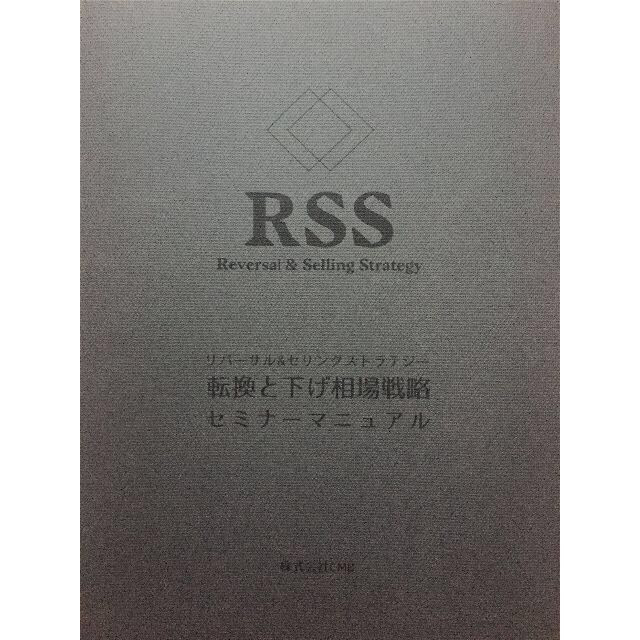 RSS
Reversal & Selling Strategy
リバーサル&セリングストラテジー
転換と下げ相場戦略
セミナーマニュアル
株式会社CMB